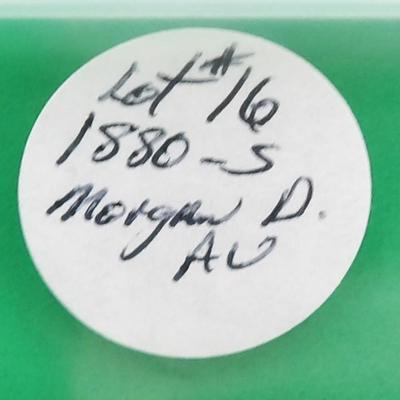 Lot #16
1880-S
Morgan D.
AU